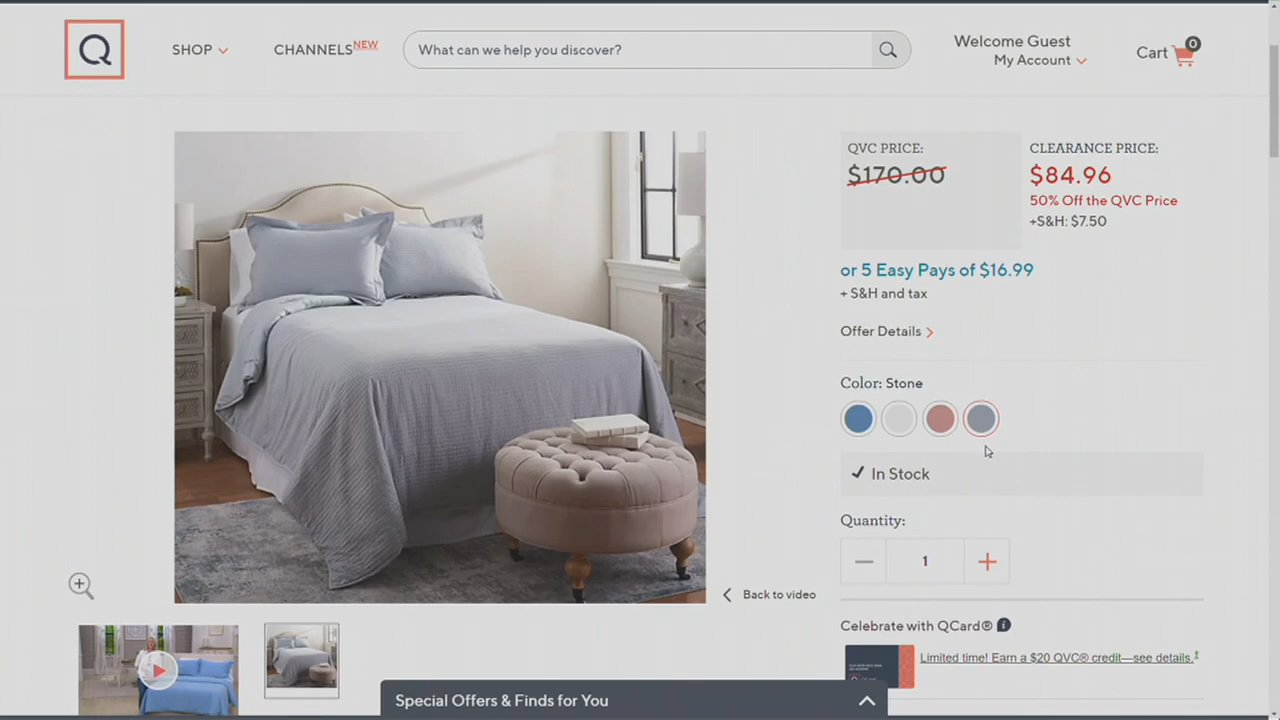 Q
SHOP
CHANNELS NEW
What can we help you discover?
Welcome Guest
My Account
Cart 0
QVC PRICE:
$170.00
CLEARANCE PRICE:
$84.96
50% Off the QVC Price
+S&H: $7.50
or 5 Easy Pays of $16.99
+ S&H and tax
Offer Details
Color: Stone
In Stock
Quantity:
1
Back to video
Celebrate with QCard®
Limited time! Earn a $20 QVC® credit—see details.‡
Special Offers & Finds for You